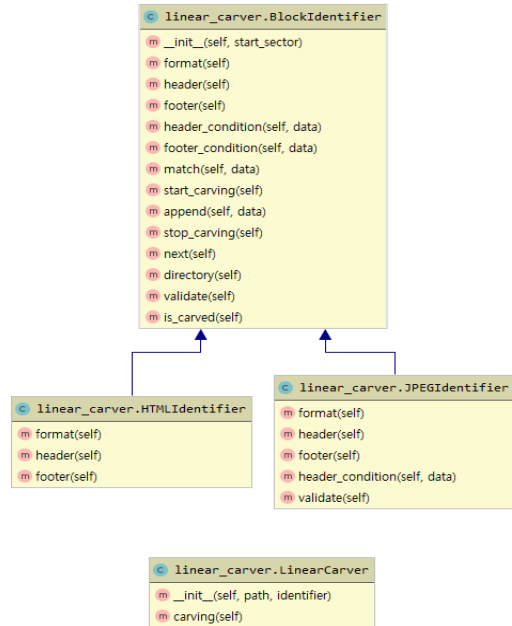 C linear_carver.BlockIdentifier
m __init__(self, start_sector)
m format(self)
m header(self)
m footer(self)
m header_condition(self, data)
m footer_condition(self, data)
m match(self, data)
m start_carving(self)
m append(self, data)
m stop_carving(self)
m next(self)
m directory(self)
m validate(self)
m is_carved(self)
C linear_carver.HTMLIdentifier
m format(self)
m header(self)
m footer(self)
C linear_carver.JPEGIdentifier
m format(self)
m header(self)
m footer(self)
m header_condition(self, data)
m validate(self)
C linear_carver.LinearCarver
m __init__(self, path, identifier)
m carving(self)